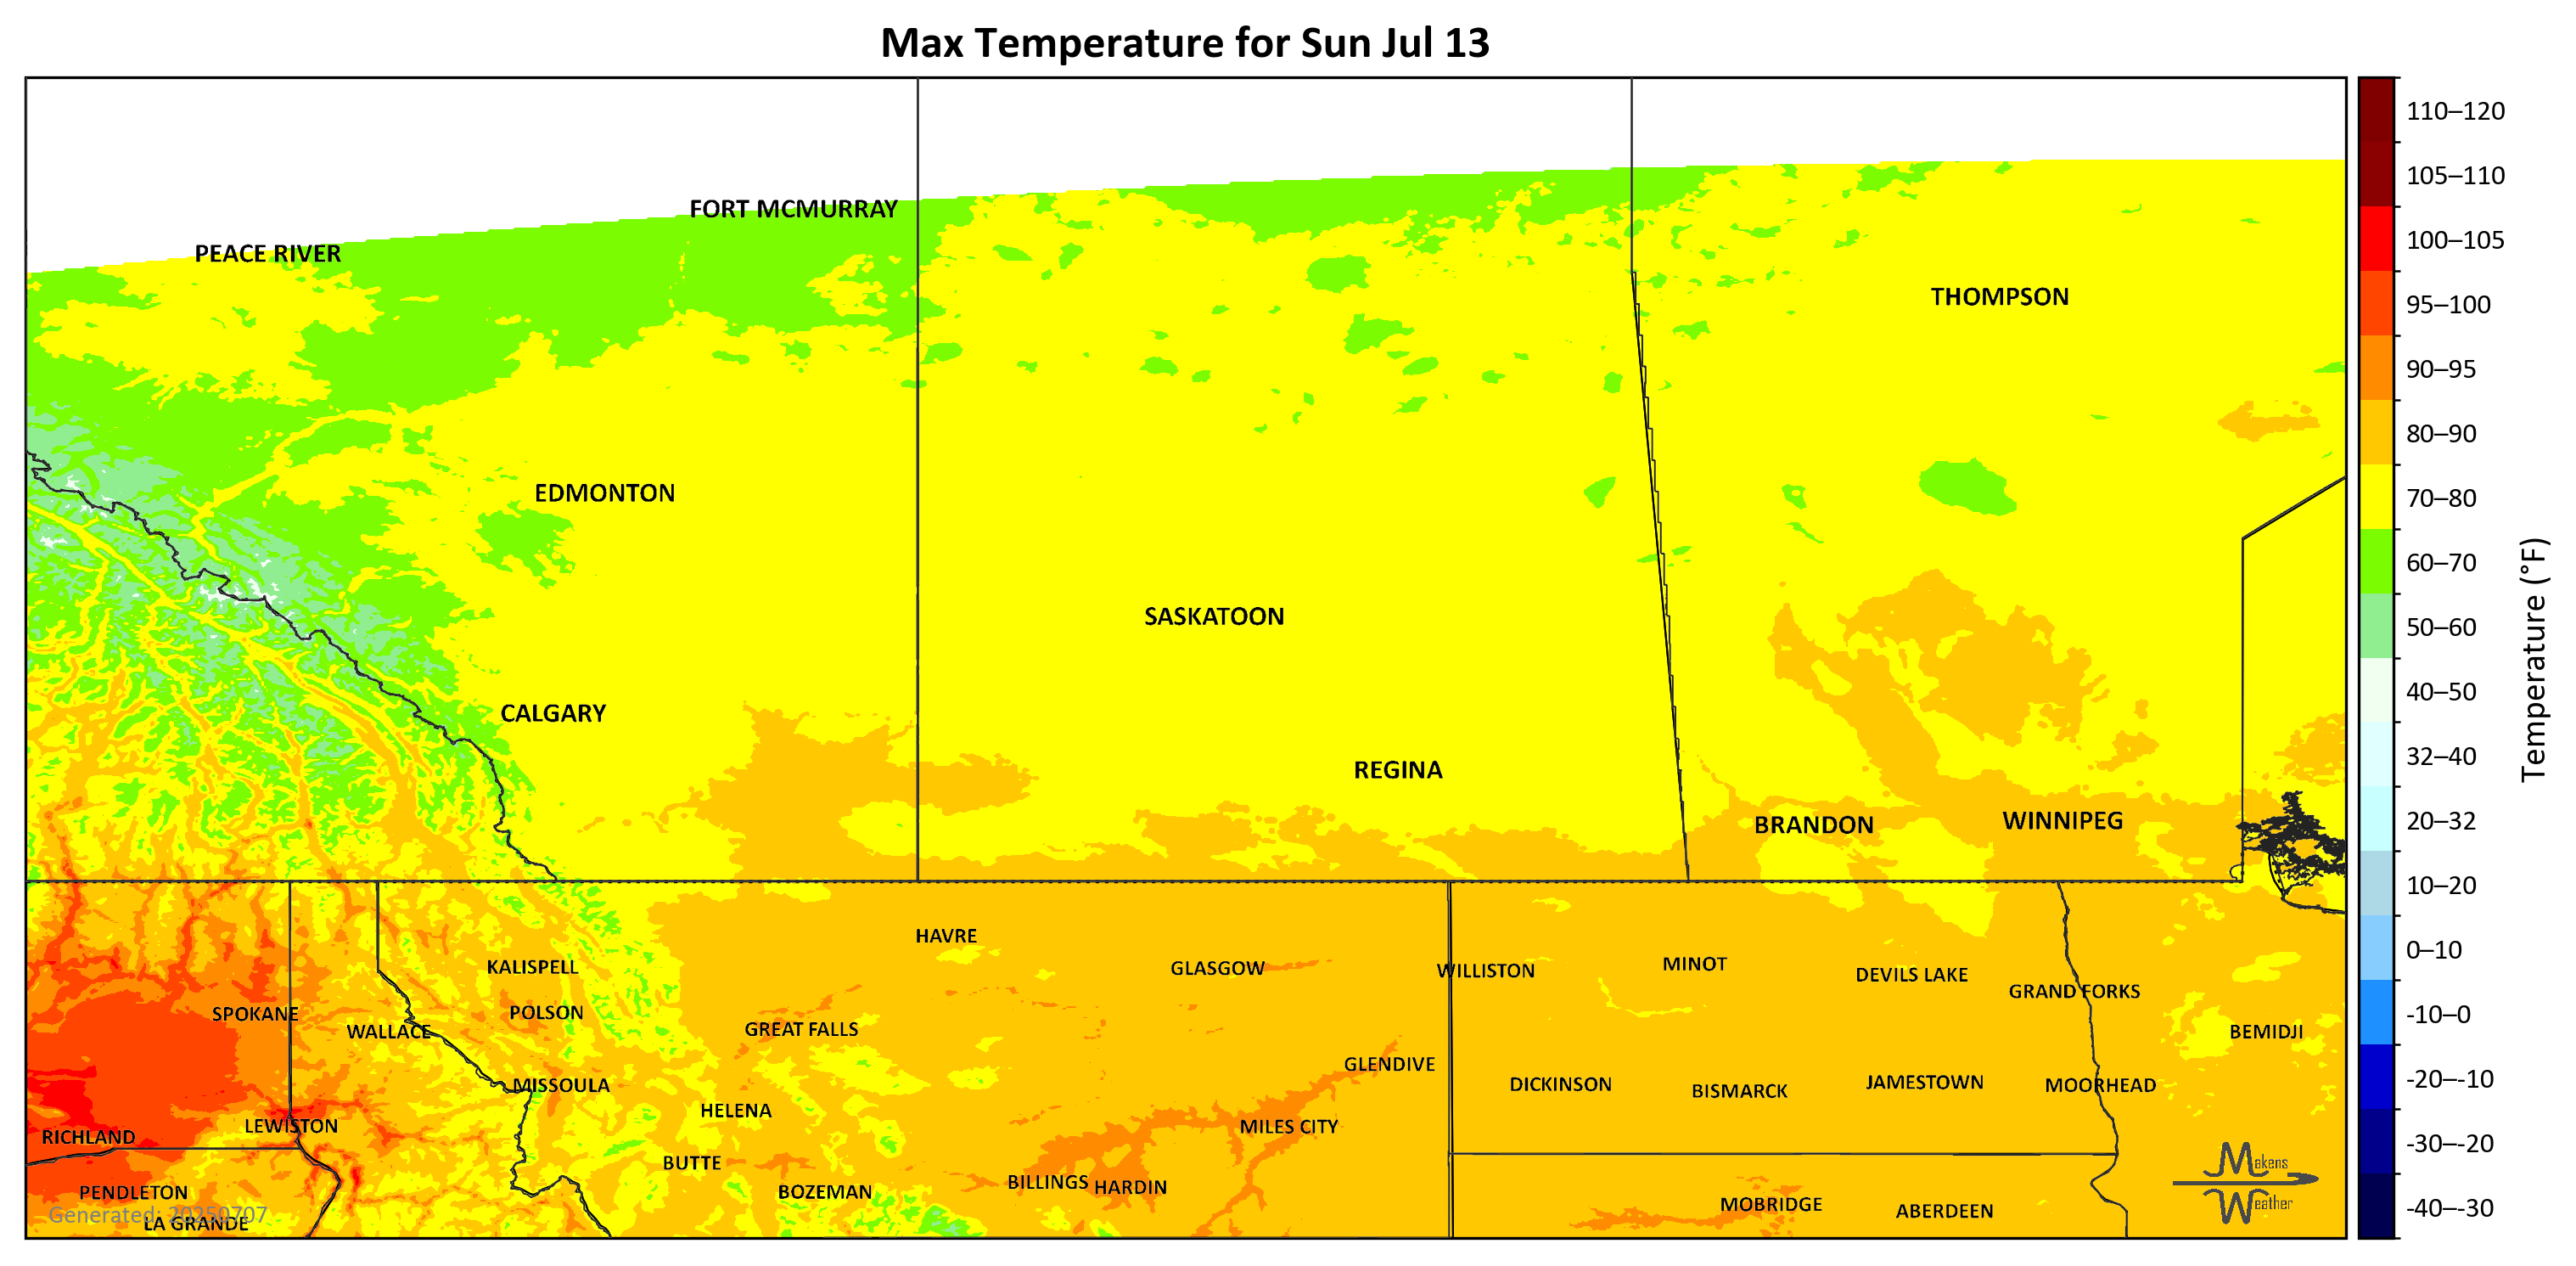 Max Temperature for Sun Jul 13
FORT MCMURRAY
PEACE RIVER
THOMPSON
EDMONTON
SASKATOON
CALGARY
REGINA
BRANDON
WINNIPEG
HAVRE
KALISPELL
GLASGOW
WILLISTON
MINOT
DEVILS LAKE
GRAND FORKS
SPOKANE
POLSON
WALLACE
GREAT FALLS
BEMIDJI
GLENDIVE
MISSOULA
DICKINSON
BISMARCK
JAMESTOWN
MOORHEAD
HELENA
LEWISTON
MILES CITY
RICHLAND
BUTTE
BILLINGS
HARDIN
PENDLETON
BOZEMAN
MOBRIDGE
ABERDEEN
Generated: 20250707
LA GRANDE
Makens
Weather
110–120
105–110
100–105
95–100
90–95
80–90
70–80
60–70
50–60
40–50
32–40
20–32
10–20
0–10
-10–0
-20–-10
-30–-20
-40–-30
Temperature (°F)